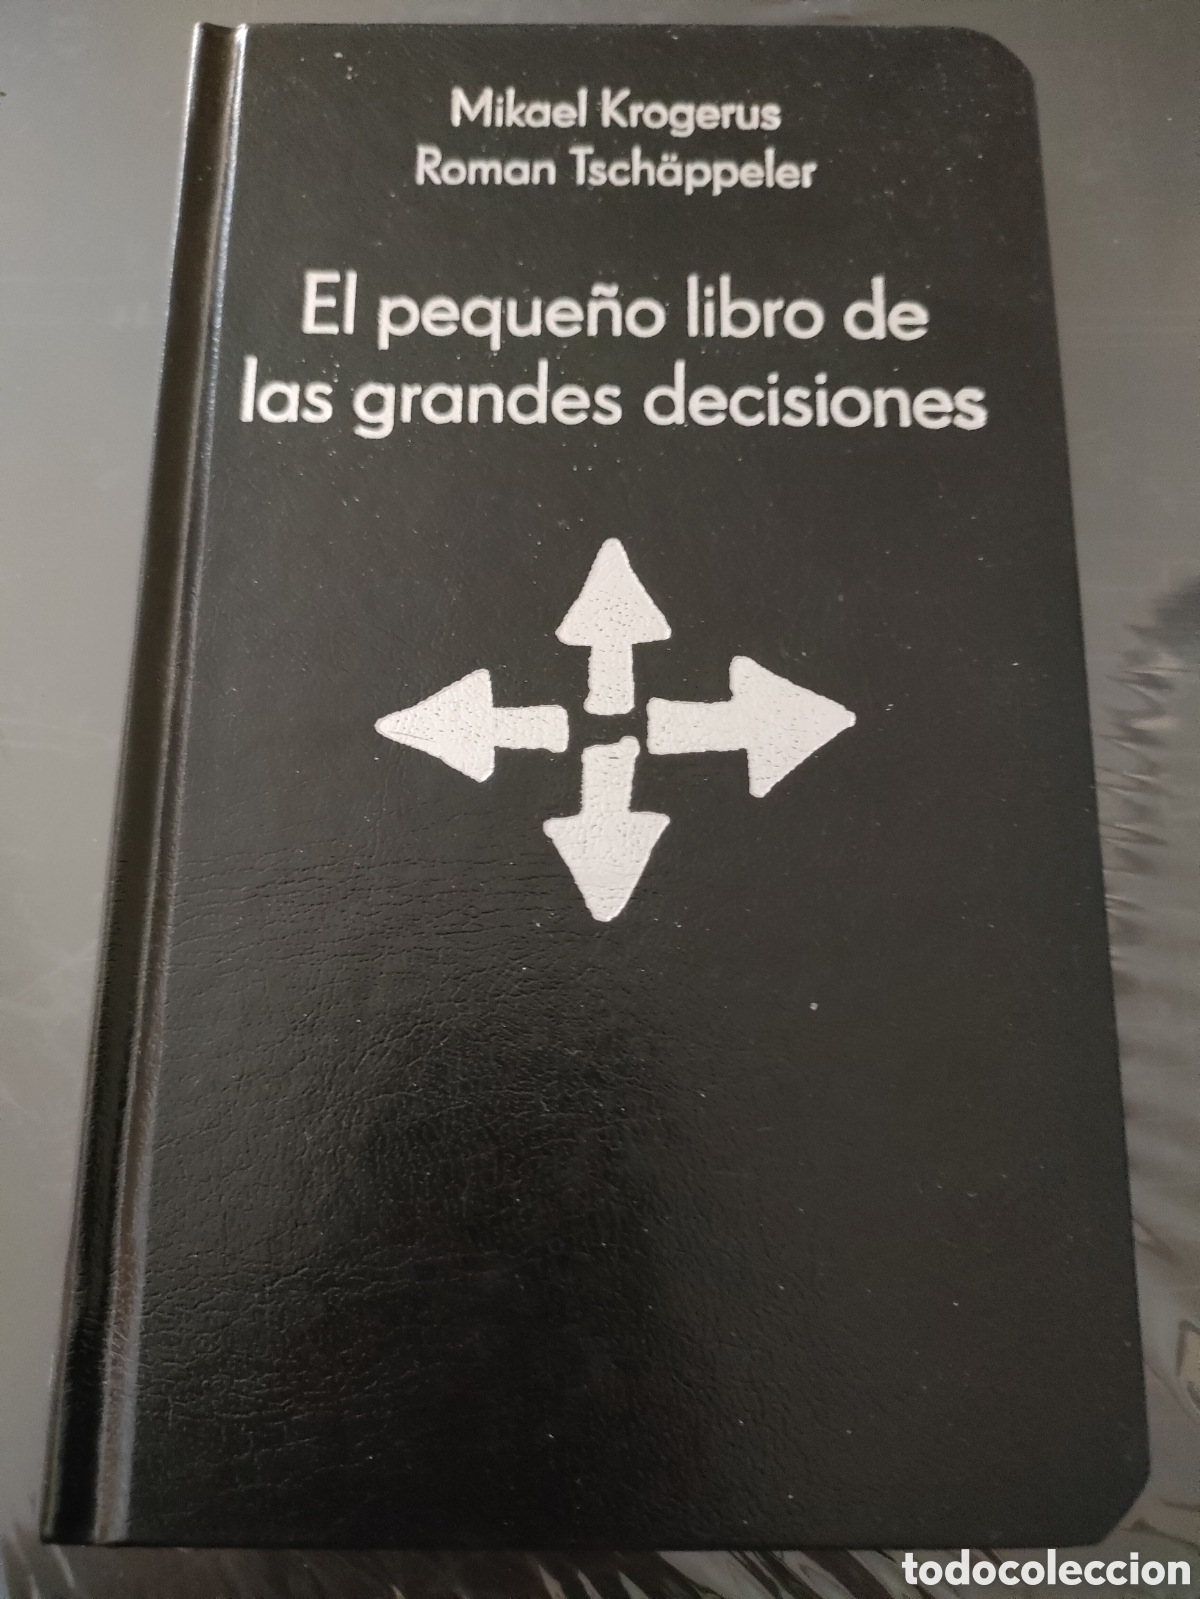 Mikael Krogerus
Roman Tschäppeler
El pequeño libro de
las grandes decisiones
todocoleccion